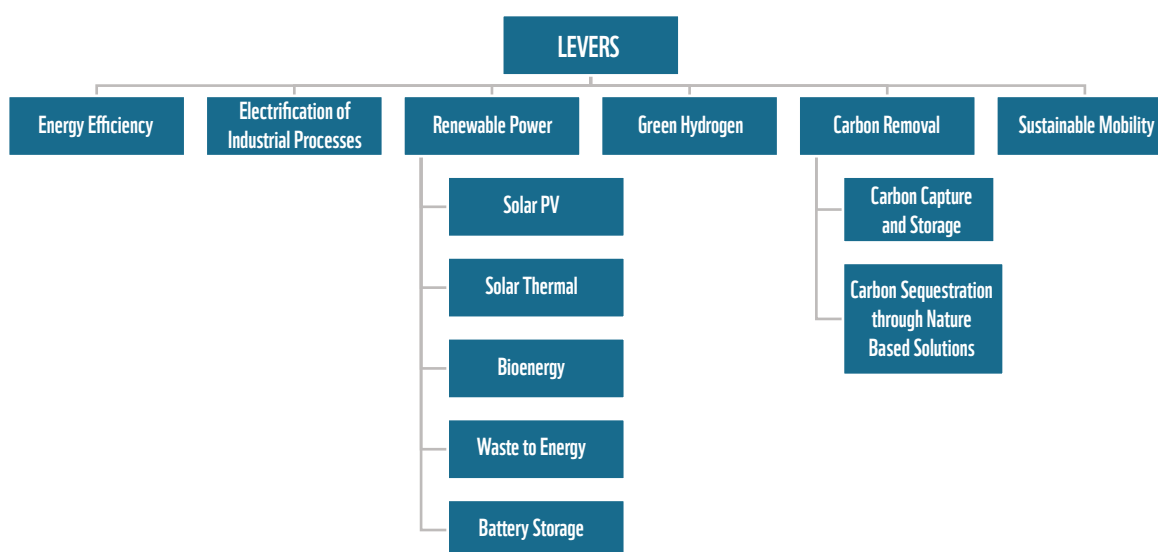 LEVERS
Energy Efficiency
Electrification of
Industrial Processes
Renewable Power
Green Hydrogen
Carbon Removal
Sustainable Mobility
Solar PV
Solar Thermal
Bioenergy
Waste to Energy
Battery Storage
Carbon Capture
and Storage
Carbon Sequestration
through Nature
Based Solutions